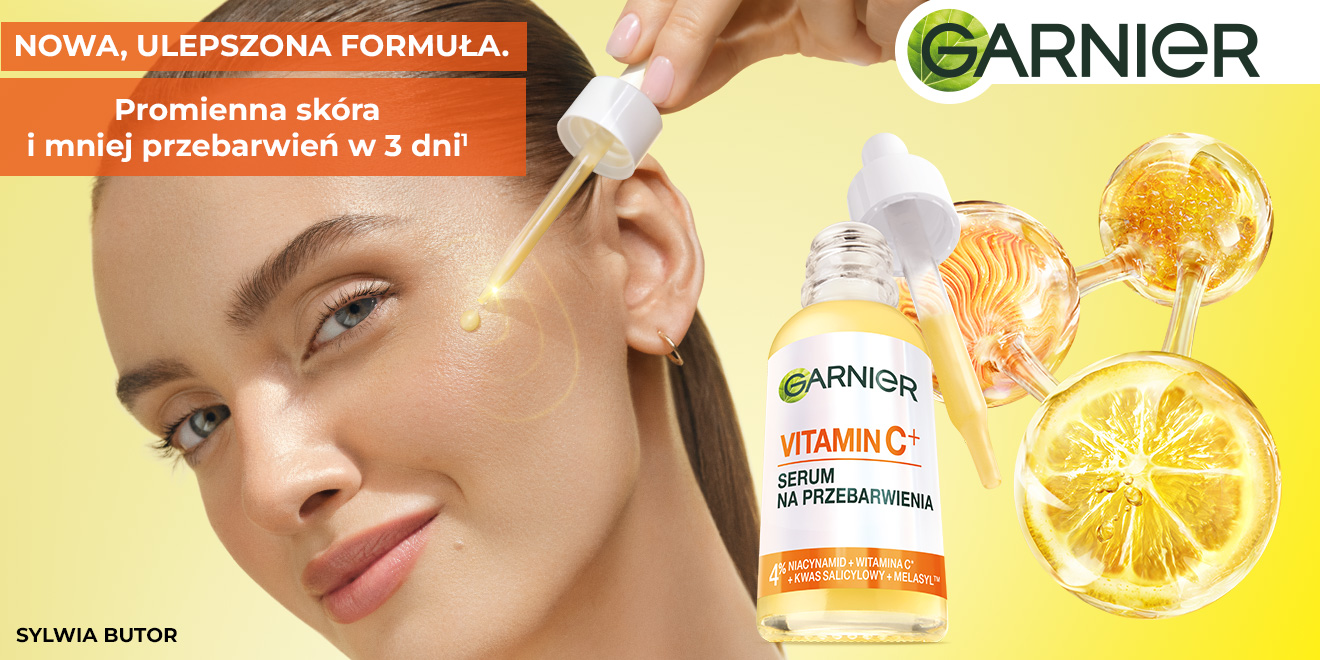 NOWA, ULEPSZONA FORMUŁA.
Promienna skóra
i mniej przebarwień w 3 dni¹
GARNIER
GARNIER
VITAMIN C+
SERUM
NA PRZEBARWIENIA
4% NIACYNAMID + WITAMINA C*
+ KWAS SALICYLOWY + MELASYL™
SYLWIA BUTOR